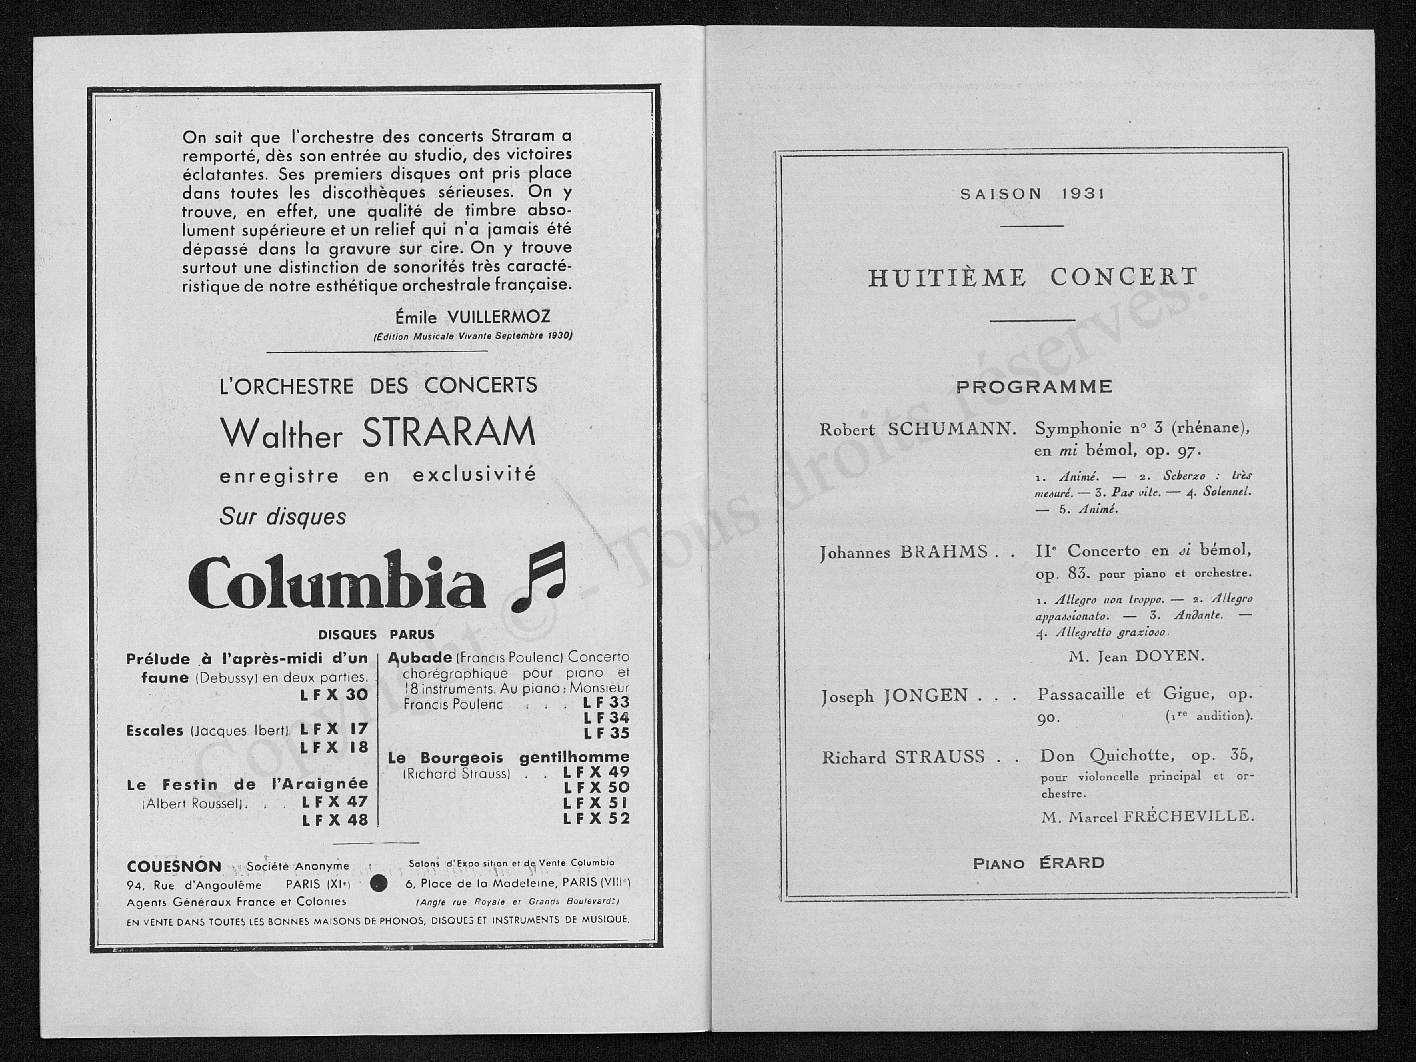 On sait que l'orchestre des concerts Straram a
remporté, dès son entrée au studio, des victoires
éclatantes. Ses premiers disques ont pris place
dans toutes les discothèques sérieuses. On y
trouve, en effet, une qualité de timbre abso-
lument supérieure et un relief qui n'a jamais été
dépassé dans la gravure sur cire. On y trouve
surtout une distinction de sonorités très caracté-
ristique de notre esthétique orchestrale française.
Émile VUILLERMOZ
(Edition Musicale Vivante Septembre 1930)
L'ORCHESTRE DES CONCERTS
Walther STRARAM
enregistre en exclusivité
Sur disques
Columbia
DISQUES PARUS
Prélude à l'après-midi d'un
faune (Debussy) en deux parties.
LFX 30
Escales (Jacques Ibert) LFX 17
LFX 18
Le Festin de l'Araignée
(Albert Roussel). . . LFX 47
LFX 48
Aubade (Francis Poulenc) Concerto
chorégraphique pour piano et
18 instruments. Au piano : Monsieur
Francis Poulenc . . . LF 33
LF 34
LF 35
Le Bourgeois gentilhomme
(Richard Strauss) . . LFX 49
LFX 50
LFX 51
LFX 52
COUESNON Société Anonyme
94, Rue d'Angoulême PARIS (XIe)
Agents Généraux France et Colonies
Salons d'Exposition et de Vente Columbia
6, Place de la Madeleine, PARIS (VIIIe)
(Angle rue Royale et Grands Boulevards)
EN VENTE DANS TOUTES LES BONNES MAISONS DE PHONOS, DISQUES ET INSTRUMENTS DE MUSIQUE.
SAISON 1931
HUITIÈME CONCERT
PROGRAMME
Robert SCHUMANN. Symphonie n° 3 (rhénane),
en mi bémol, op. 97.
1. Animé. — 2. Scherzo : très
mesuré. — 3. Pas vite. — 4. Solennel.
— 5. Animé.
Johannes BRAHMS . . IIe Concerto en si bémol,
op. 83. pour piano et orchestre.
1. Allegro non troppo. — 2. Allegro
appassionato. — 3. Andante. —
4. Allegretto grazioso.
M. Jean DOYEN.
Joseph JONGEN . . . Passacaille et Gigue, op.
90. (1re audition).
Richard STRAUSS . . Don Quichotte, op. 35,
pour violoncelle principal et or-
chestre.
M. Marcel FRÉCHEVILLE.
PIANO ÉRARD
Copyright © - Tous droits réservés.